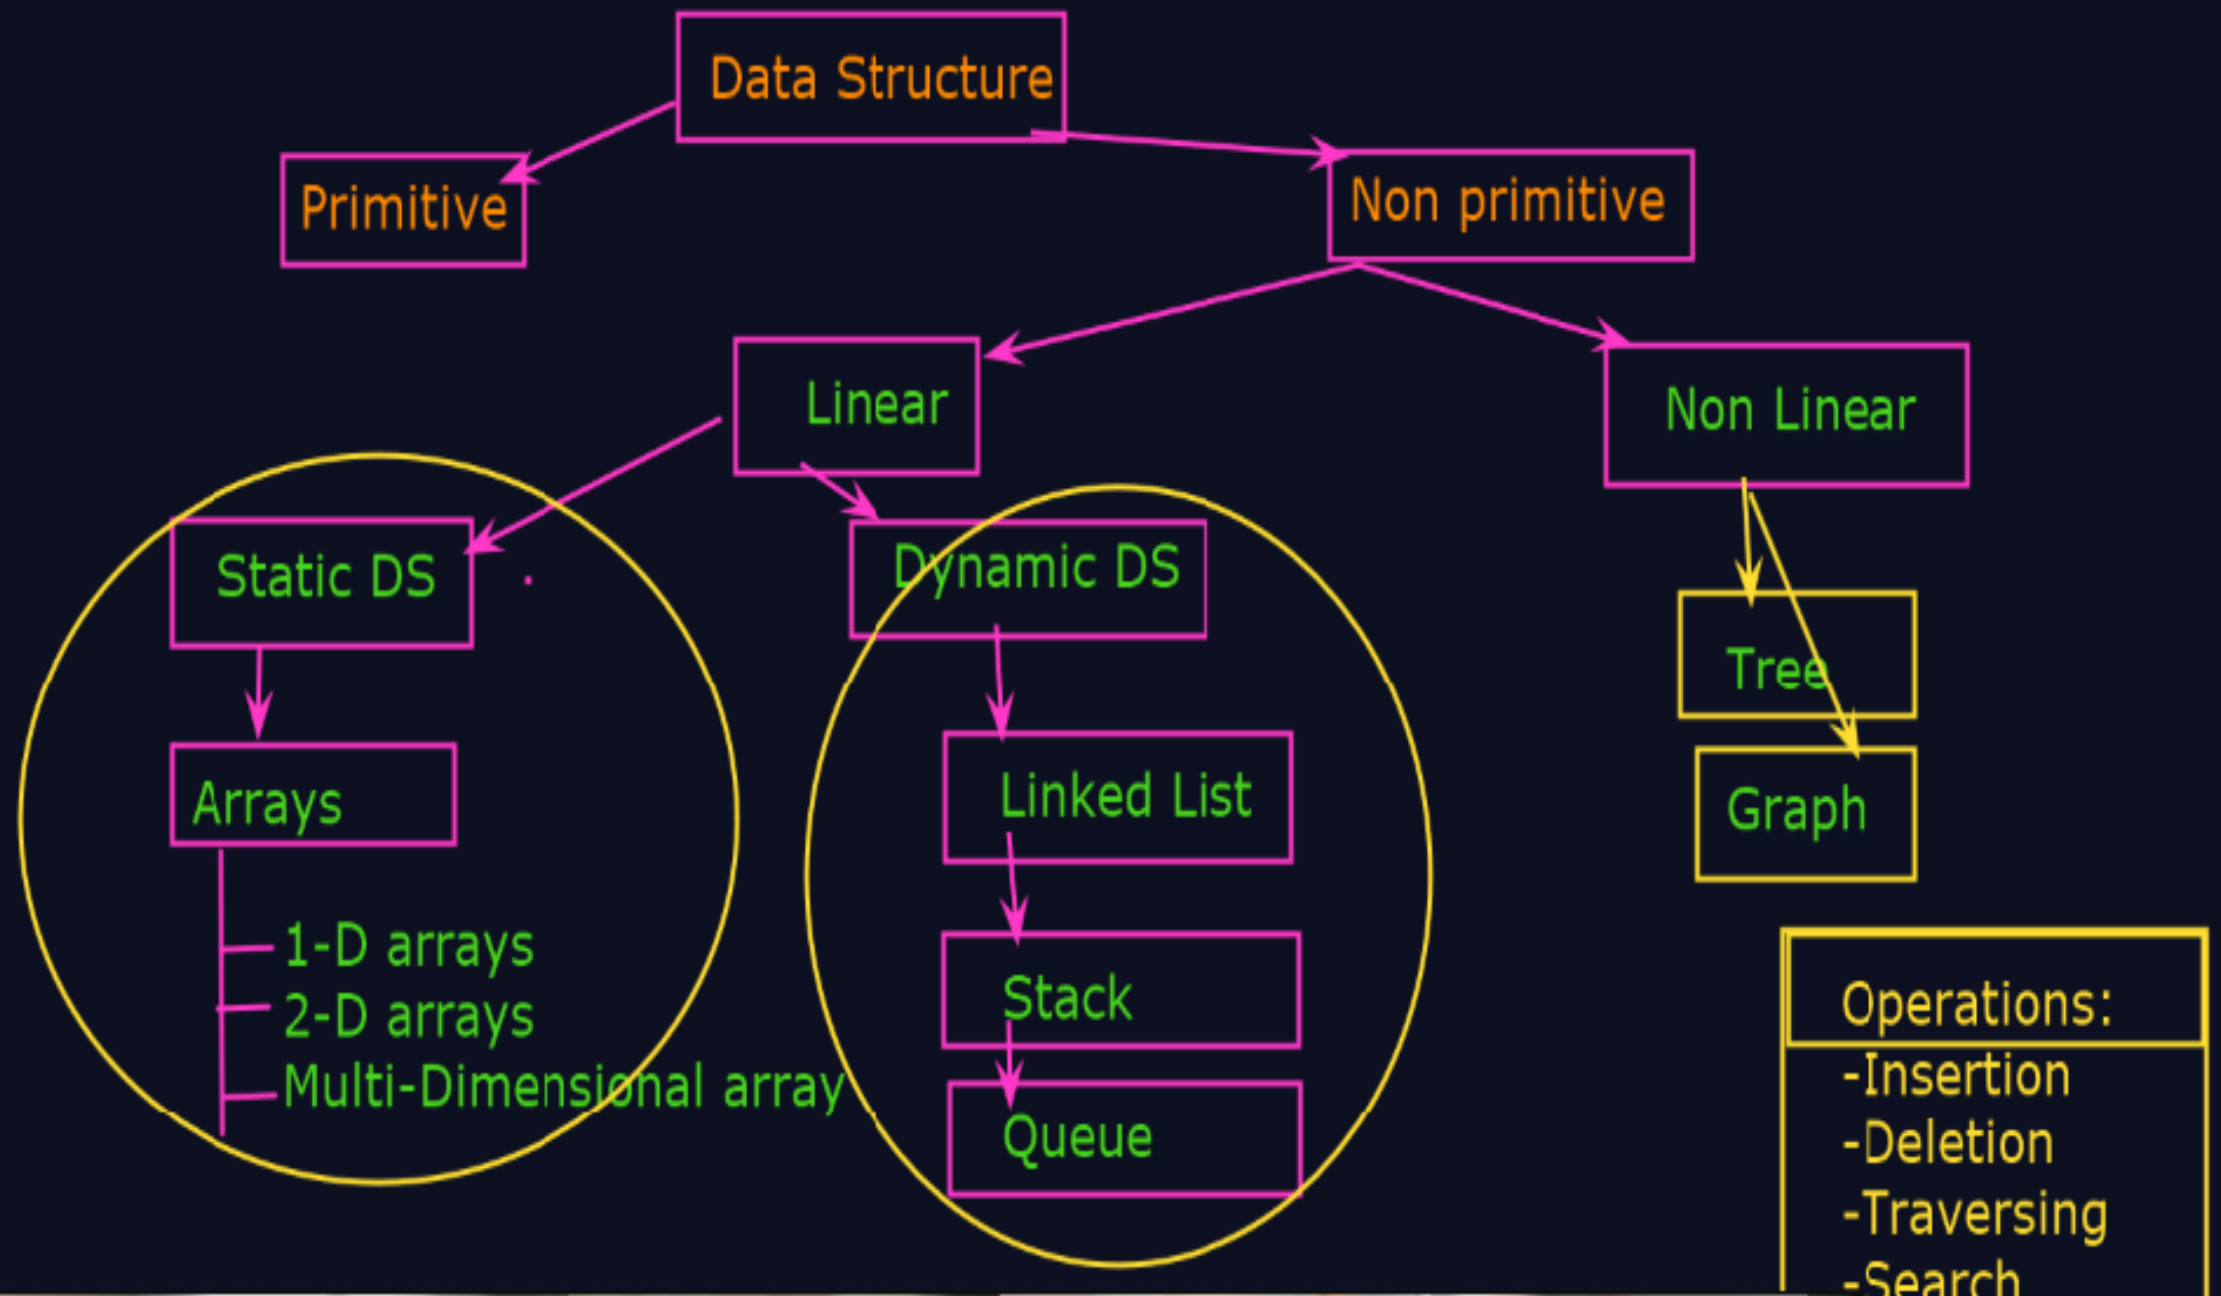 Data Structure
Primitive
Non primitive
Linear
Non Linear
Static DS
Dynamic DS
Tree
Arrays
Linked List
Graph
1-D arrays
2-D arrays
Multi-Dimensional array
Stack
Queue
Operations:
-Insertion
-Deletion
-Traversing
-Search